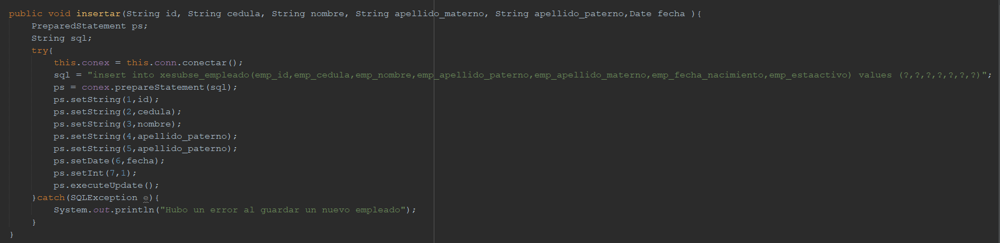 public void insertar(String id, String cedula, String nombre, String apellido_materno, String apellido_paterno,Date fecha ){
PreparedStatement ps;
String sql;
try{
this.conex = this.conn.conectar();
sql = "insert into xesubse_empleado(emp_id,emp_cedula,emp_nombre,emp_apellido_paterno,emp_apellido_materno,emp_fecha_nacimiento,emp_estaactivo) values (?,?,?,?,?,?,?)";
ps = conex.prepareStatement(sql);
ps.setString(1,id);
ps.setString(2,cedula);
ps.setString(3,nombre);
ps.setString(4,apellido_paterno);
ps.setString(5,apellido_paterno);
ps.setDate(6,fecha);
ps.setInt(7,1);
ps.executeUpdate();
}catch(SQLException e){
System.out.println("Hubo un error al guardar un nuevo empleado");
}
}